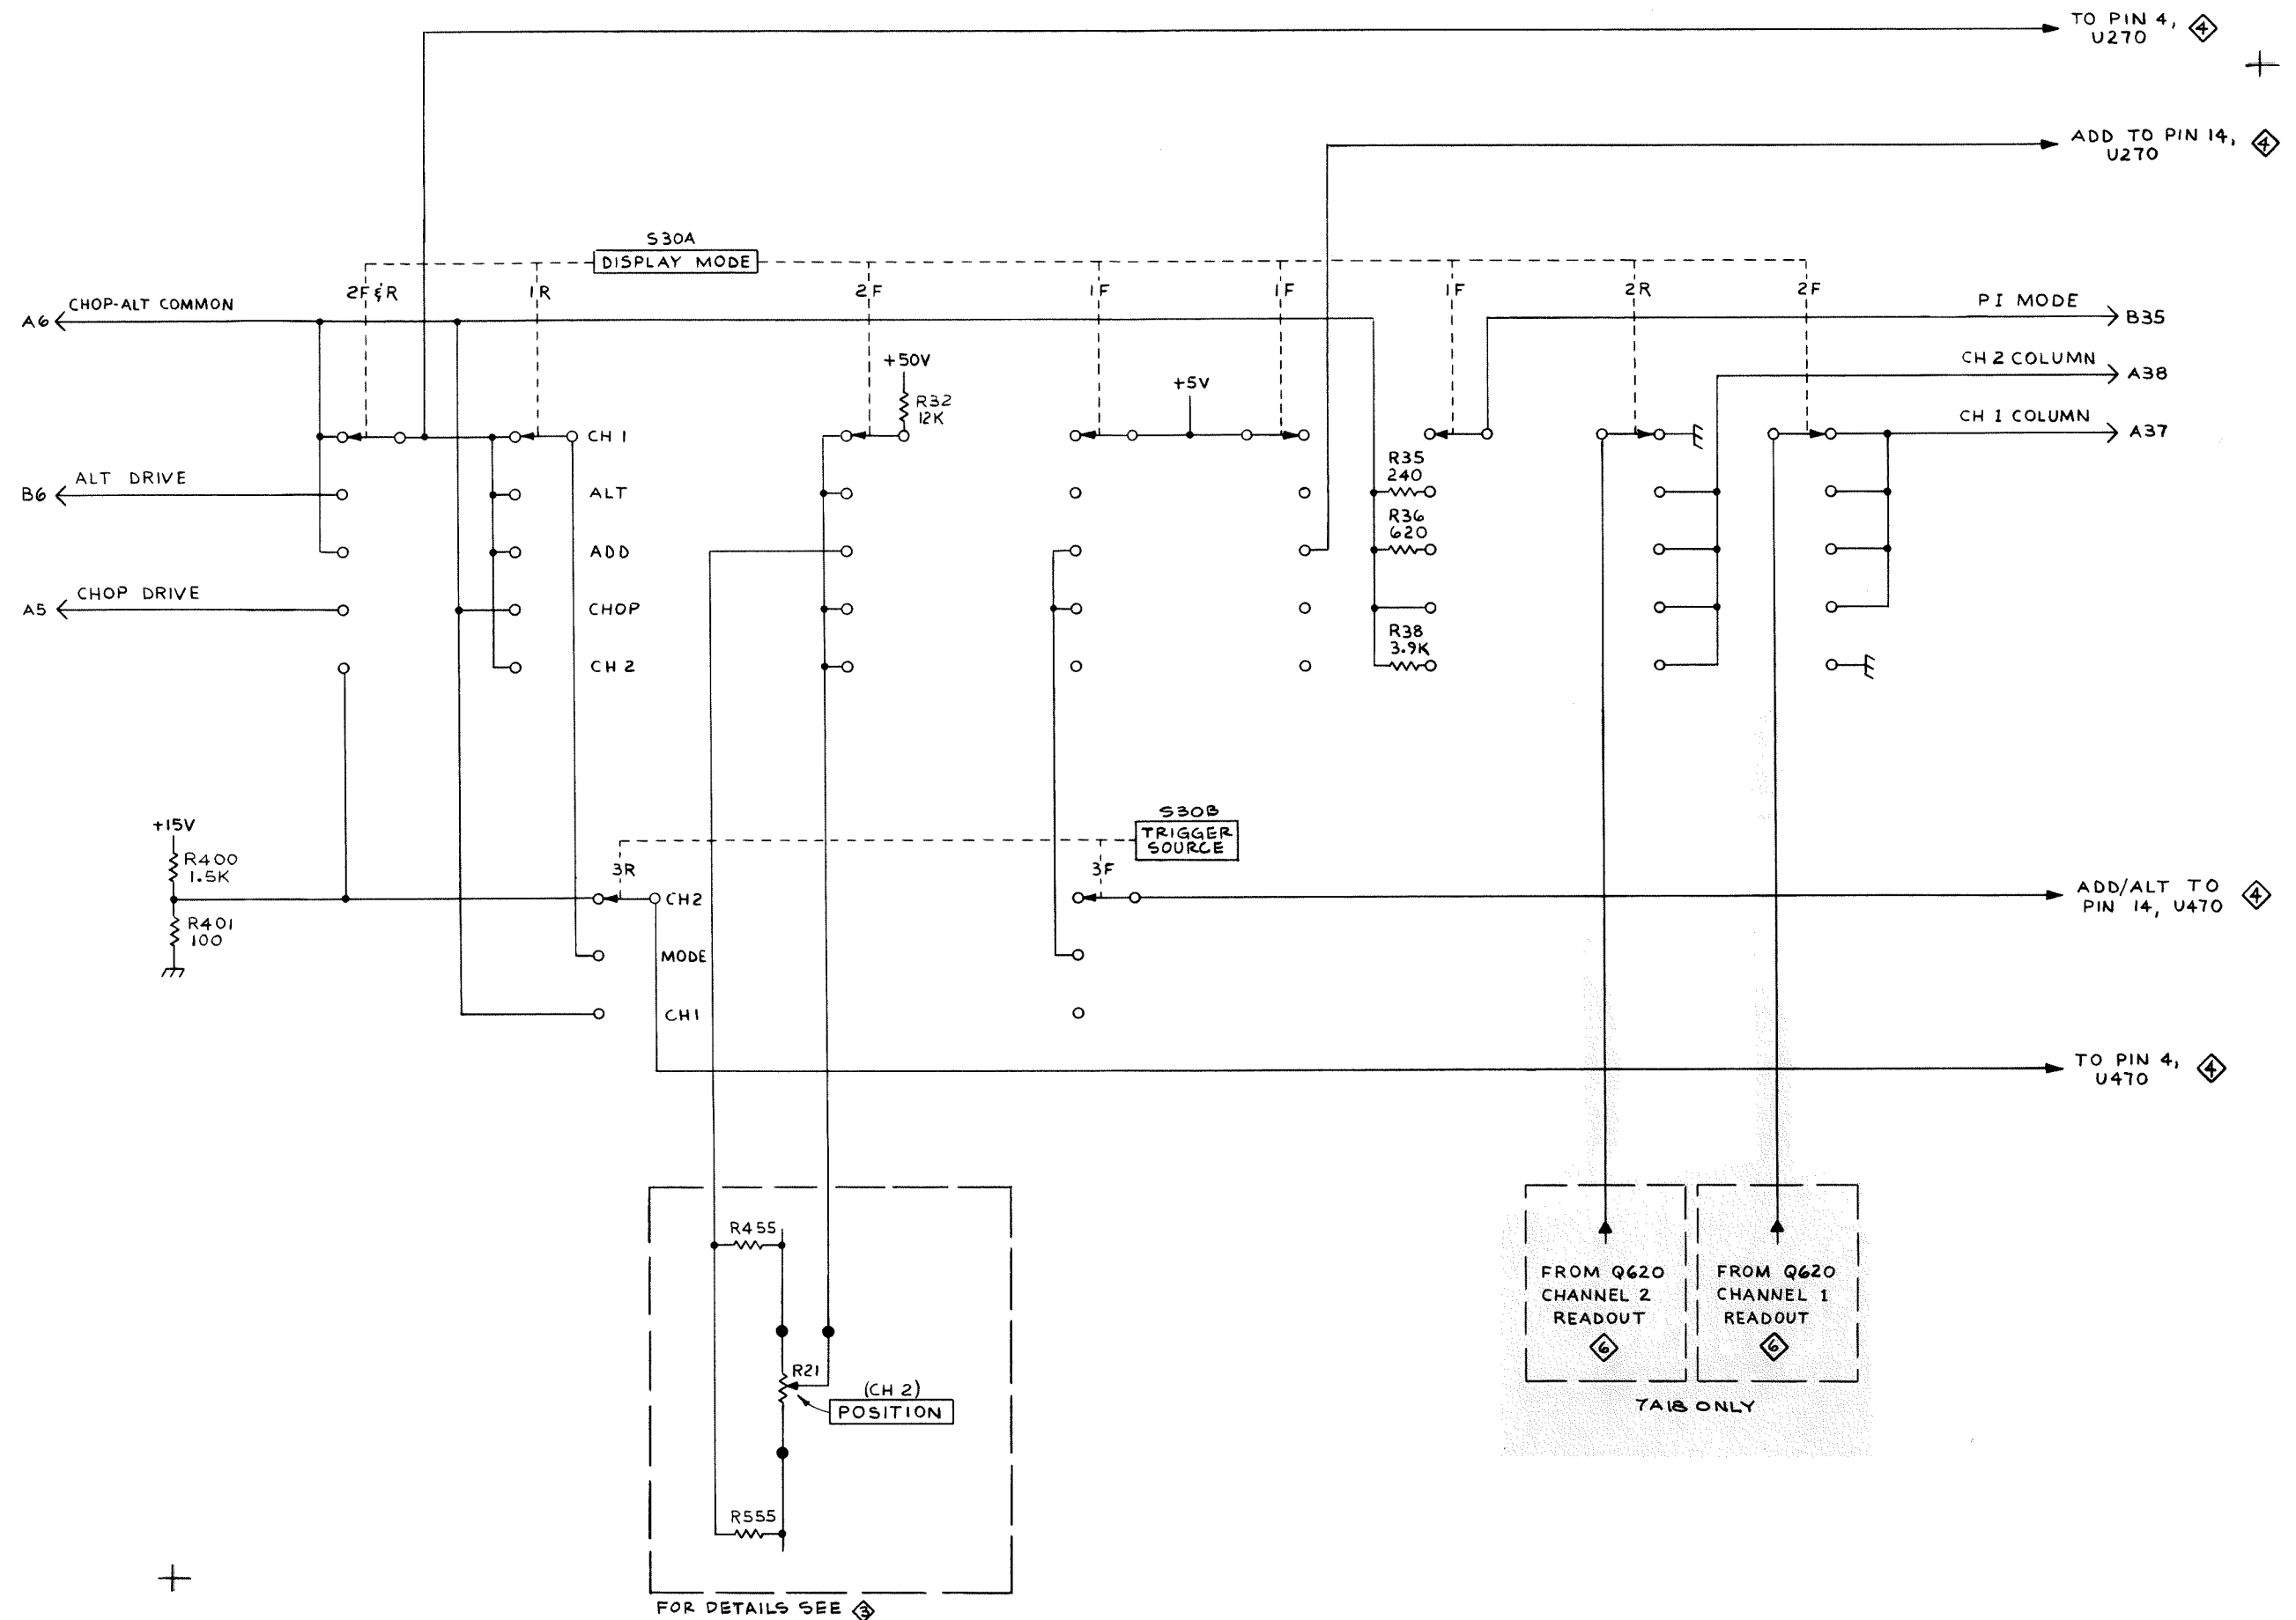 TO PIN 4, 4
U270
ADD TO PIN 14, 4
U270
S30A
DISPLAY MODE
2F & R
1R
2F
1F
1F
1F
2R
2F
A6 CHOP-ALT COMMON
PI MODE
B35
CH 2 COLUMN
A38
CH 1 COLUMN
A37
+50V
R32
12K
+5V
CH 1
R35
240
B6 ALT DRIVE
ALT
R36
620
ADD
A5 CHOP DRIVE
CHOP
R38
3.9K
CH 2
S30B
TRIGGER
SOURCE
+15V
R400
1.5K
3R
3F
CH2
ADD/ALT TO 4
PIN 14, U470
R401
100
MODE
CH1
TO PIN 4, 4
U470
R455
R21
(CH 2)
POSITION
R555
FOR DETAILS SEE 3
FROM Q620
CHANNEL 2
READOUT
6
FROM Q620
CHANNEL 1
READOUT
6
7A18 ONLY